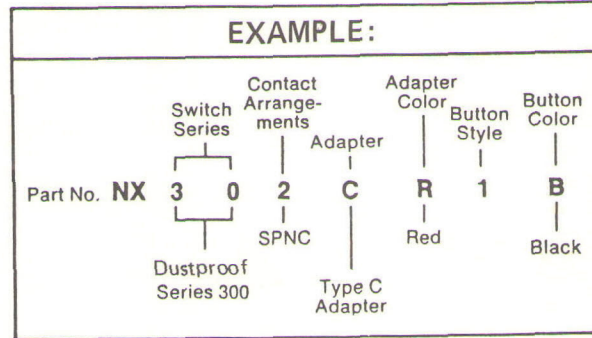 EXAMPLE:
Contact
Arrange-
ments
Adapter
Color
Switch
Series
Button
Style
Button
Color
Adapter
Part No. NX 3 0 2 C R 1 B
SPNC
Red
Black
Dustproof
Series 300
Type C
Adapter